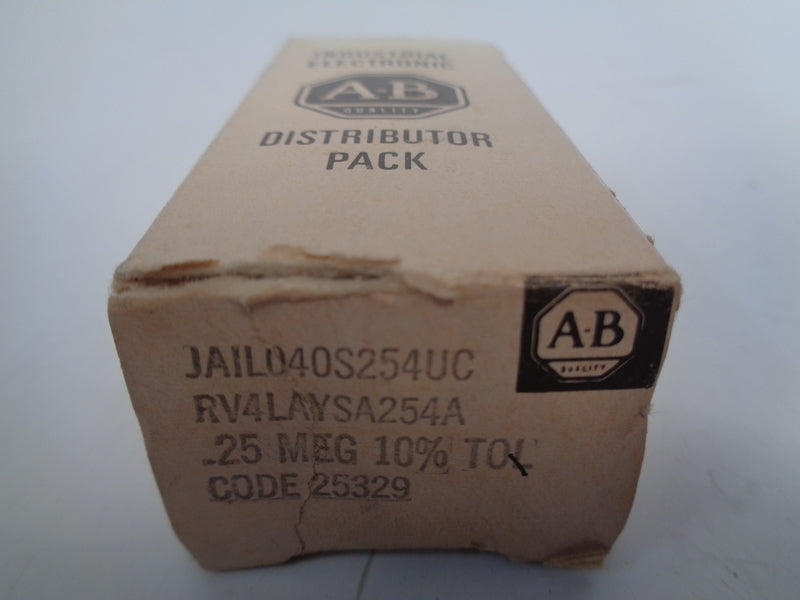 INDUSTRIAL
ELECTRONIC
A-B
QUALITY
DISTRIBUTOR
PACK
A-B
QUALITY
JAIL040S254UC
RV4LAYSA254A
.25 MEG 10% TOL
CODE 25329